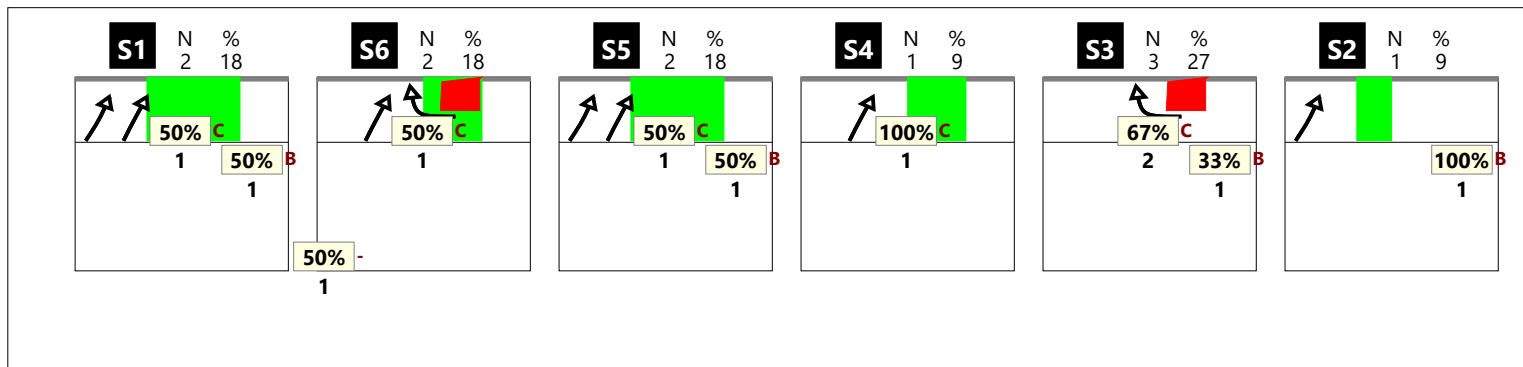 S1 N % 2 18
50% C
1
50% B
1
S6 N % 2 18
50% C
1
50% -
1
S5 N % 2 18
50% C
1
50% B
1
S4 N % 1 9
100% C
1
S3 N % 3 27
67% C
2
33% B
1
S2 N % 1 9
100% B
1